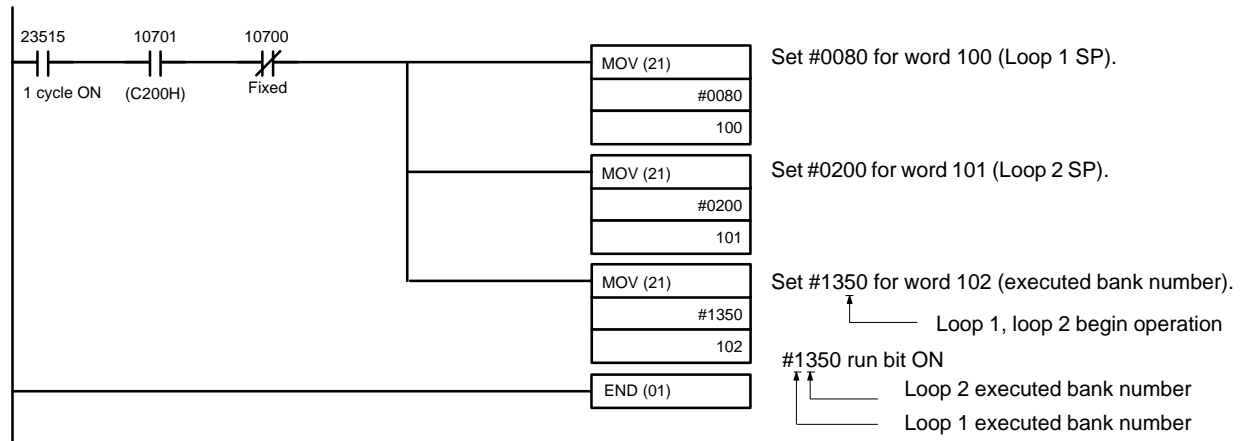 23515 10701 10700
1 cycle ON (C200H) Fixed
MOV (21) Set #0080 for word 100 (Loop 1 SP).
#0080
100
MOV (21) Set #0200 for word 101 (Loop 2 SP).
#0200
101
MOV (21) Set #1350 for word 102 (executed bank number).
#1350 Loop 1, loop 2 begin operation
102
#1350 run bit ON
END (01) Loop 2 executed bank number
Loop 1 executed bank number